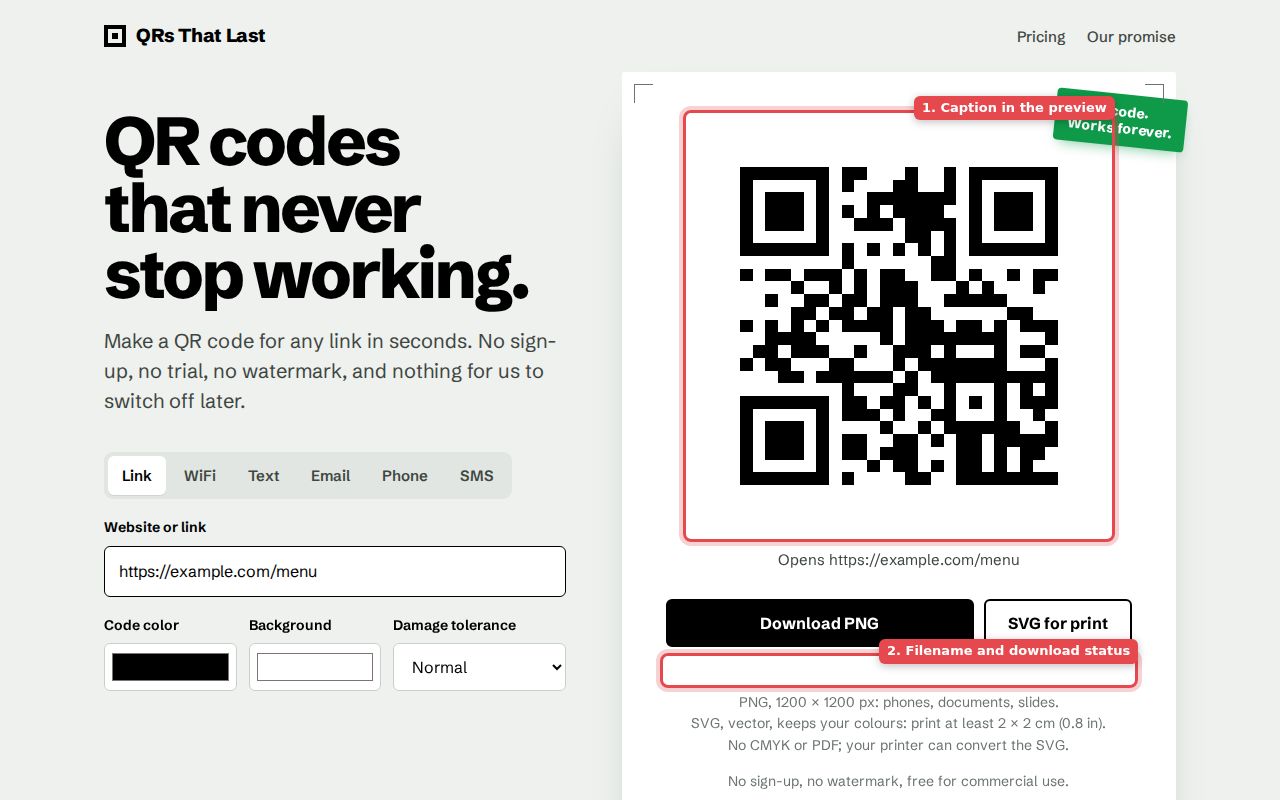 QRs That Last
Pricing
Our promise
QR codes
that never
stop working.
Make a QR code for any link in seconds. No sign-
up, no trial, no watermark, and nothing for us to
switch off later.
Link
WiFi
Text
Email
Phone
SMS
Website or link
https://example.com/menu
Code color
Background
Damage tolerance
Normal
1. Caption in the preview
code.
Works forever.
Opens https://example.com/menu
Download PNG
SVG for print
2. Filename and download status
PNG, 1200 × 1200 px: phones, documents, slides.
SVG, vector, keeps your colours: print at least 2 × 2 cm (0.8 in).
No CMYK or PDF; your printer can convert the SVG.
No sign-up, no watermark, free for commercial use.